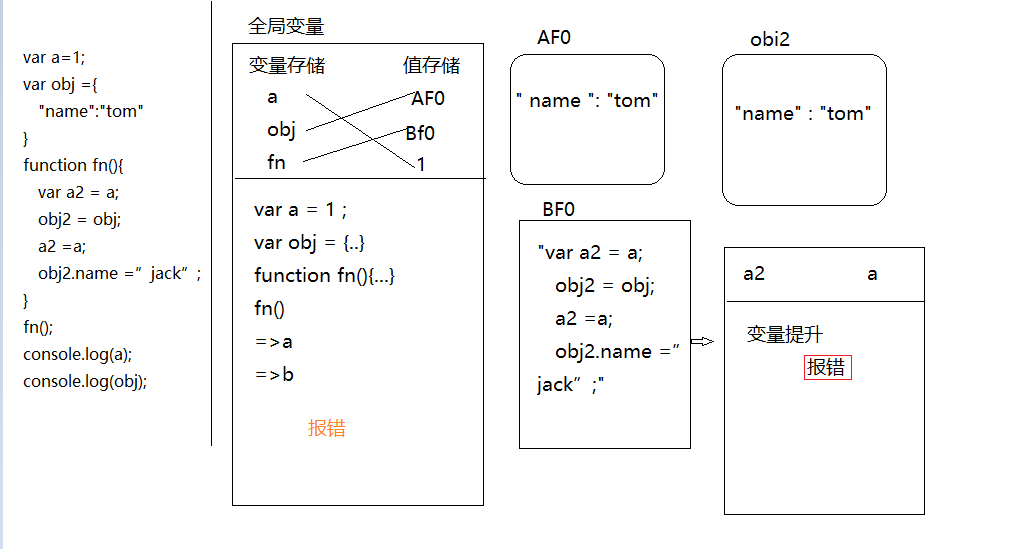 var a=1;
var obj ={
"name":"tom"
}
function fn(){
var a2 = a;
obj2 = obj;
a2 =a;
obj2.name =”jack”;
}
fn();
console.log(a);
console.log(obj);
全局变量
变量存储 值存储
a AF0
obj Bf0
fn 1
var a = 1 ;
var obj = {..}
function fn(){...}
fn()
=>a
=>b
报错
AF0
" name ": "tom"
obi2
"name" : "tom"
BF0
"var a2 = a;
obj2 = obj;
a2 =a;
obj2.name =”
jack”;"
a2 a
变量提升
报错